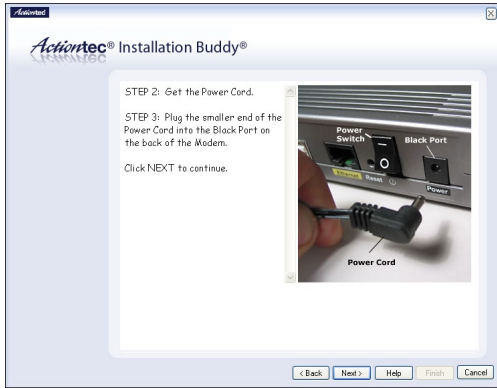 Actiontec
Actiontec® Installation Buddy®
STEP 2: Get the Power Cord.
STEP 3: Plug the smaller end of the
Power Cord into the Black Port on
the back of the Modem.
Click NEXT to continue.
Power
Switch
Black Port
Ethernet
Reset
Power
Power Cord
< Back
Next >
Help
Finish
Cancel